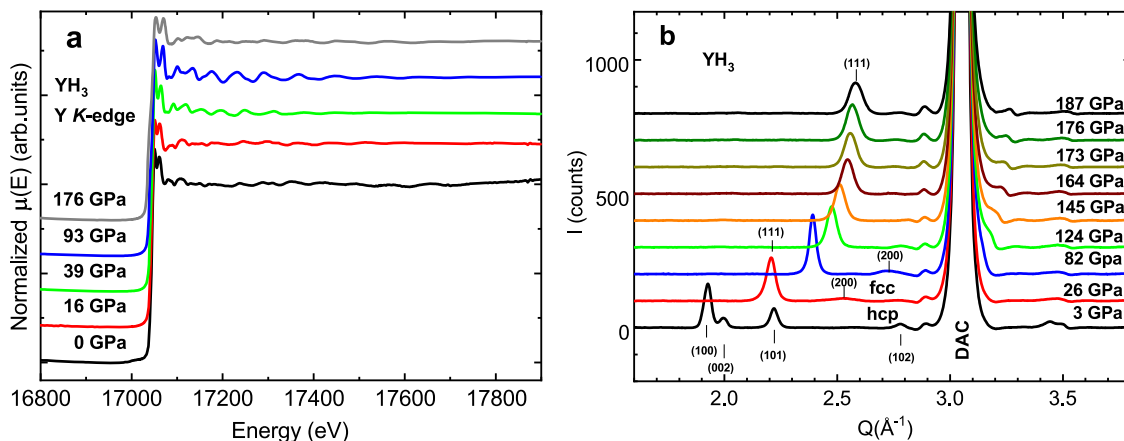 a
YH₃
Y K-edge
176 GPa
93 GPa
39 GPa
16 GPa
0 GPa
Normalized μ(E) (arb.units)
16800 17000 17200 17400 17600 17800
Energy (eV)
b
YH₃
(111)
187 GPa
176 GPa
173 GPa
164 GPa
145 GPa
124 GPa
82 Gpa
26 GPa
3 GPa
(111)
(200)
fcc
(200)
hcp
(100)
(002)
(101)
(102)
DAC
1000
500
0
I (counts)
2.0 2.5 3.0 3.5
Q(Å⁻¹)